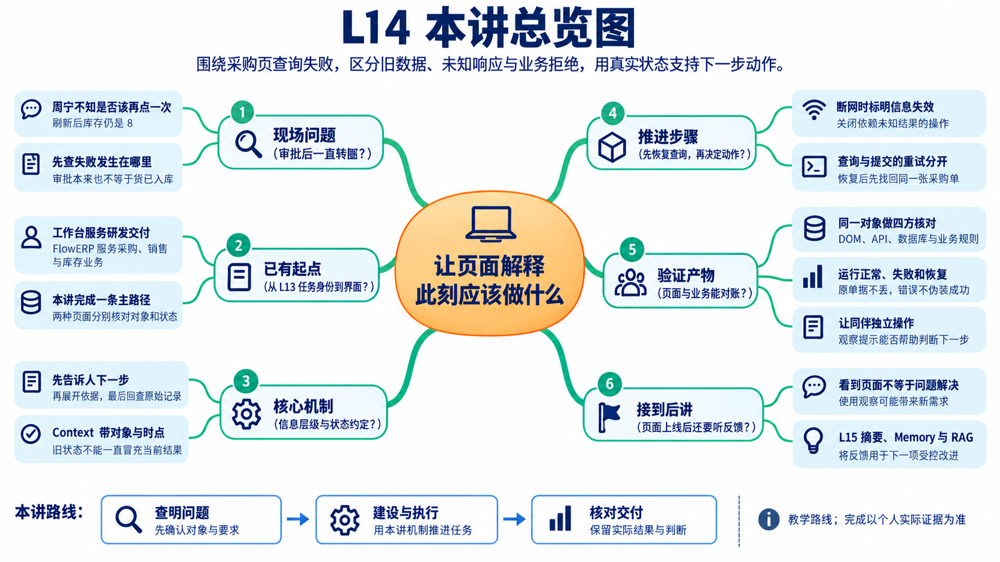 L14 本讲总览图
围绕采购页查询失败，区分旧数据、未知响应与业务拒绝，用真实状态支持下一步动作。
周宁不知是否该再点一次
刷新后库存仍是 8
先查失败发生在哪里
审批本来也不等于货已入库
1
现场问题
（审批后一直转圈？）
工作台服务研发交付
FlowERP 服务采购、销售
与库存业务
本讲完成一条主路径
两种页面分别核对对象和状态
2
已有起点
（从 L13 任务身份到界面？）
先告诉人下一步
再展开依据，最后回查原始记录
Context 带对象与时点
旧状态不能一直冒充当前结果
3
核心机制
（信息层级与状态约定？）
让页面解释
此刻应该做什么
4
推进步骤
（先恢复查询，再决定动作？）
断网时标明信息失效
关闭依赖未知结果的操作
查询与提交的重试分开
恢复后先找回同一张采购单
5
验证产物
（页面与业务能对账？）
同一对象做四方核对
DOM、API、数据库与业务规则
运行正常、失败和恢复
原单据不丢，错误不伪装成功
让同伴独立操作
观察提示能否帮助判断下一步
6
接到后讲
（页面上线后还要听反馈？）
看到页面不等于问题解决
使用观察可能带来新需求
L15 摘要、Memory 与 RAG
将反馈用于下一项受控改进
本讲路线：
查明问题
先确认对象与要求
建设与执行
用本讲机制推进任务
核对交付
保留实际结果与判断
教学路线；完成以个人实际证据为准